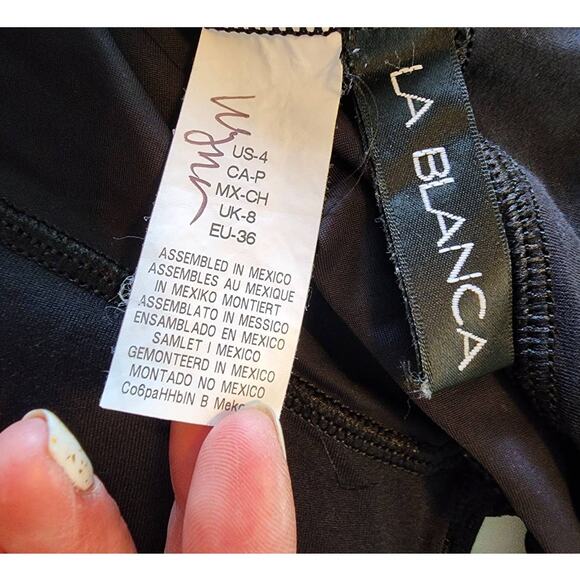 US-4
CA-P
MX-CH
UK-8
EU-36
ASSEMBLED IN MEXICO
ASSEMBLES AU MEXIQUE
IN MEXIKO MONTIERT
ASSEMBLATO IN MESSICO
ENSAMBLADO EN MEXICO
SAMLET I MEXICO
GEMONTEERD IN MEXICO
MONTADO NO MEXICO
Co6paHHbIN B
LA BLANCA